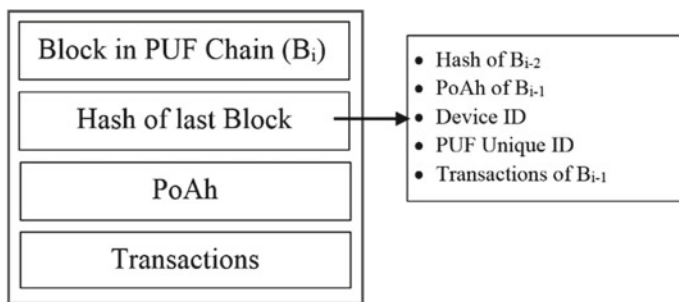 Block in PUF Chain (Bᵢ)
Hash of last Block
PoAh
Transactions
• Hash of Bᵢ₋₂
• PoAh of Bᵢ₋₁
• Device ID
• PUF Unique ID
• Transactions of Bᵢ₋₁